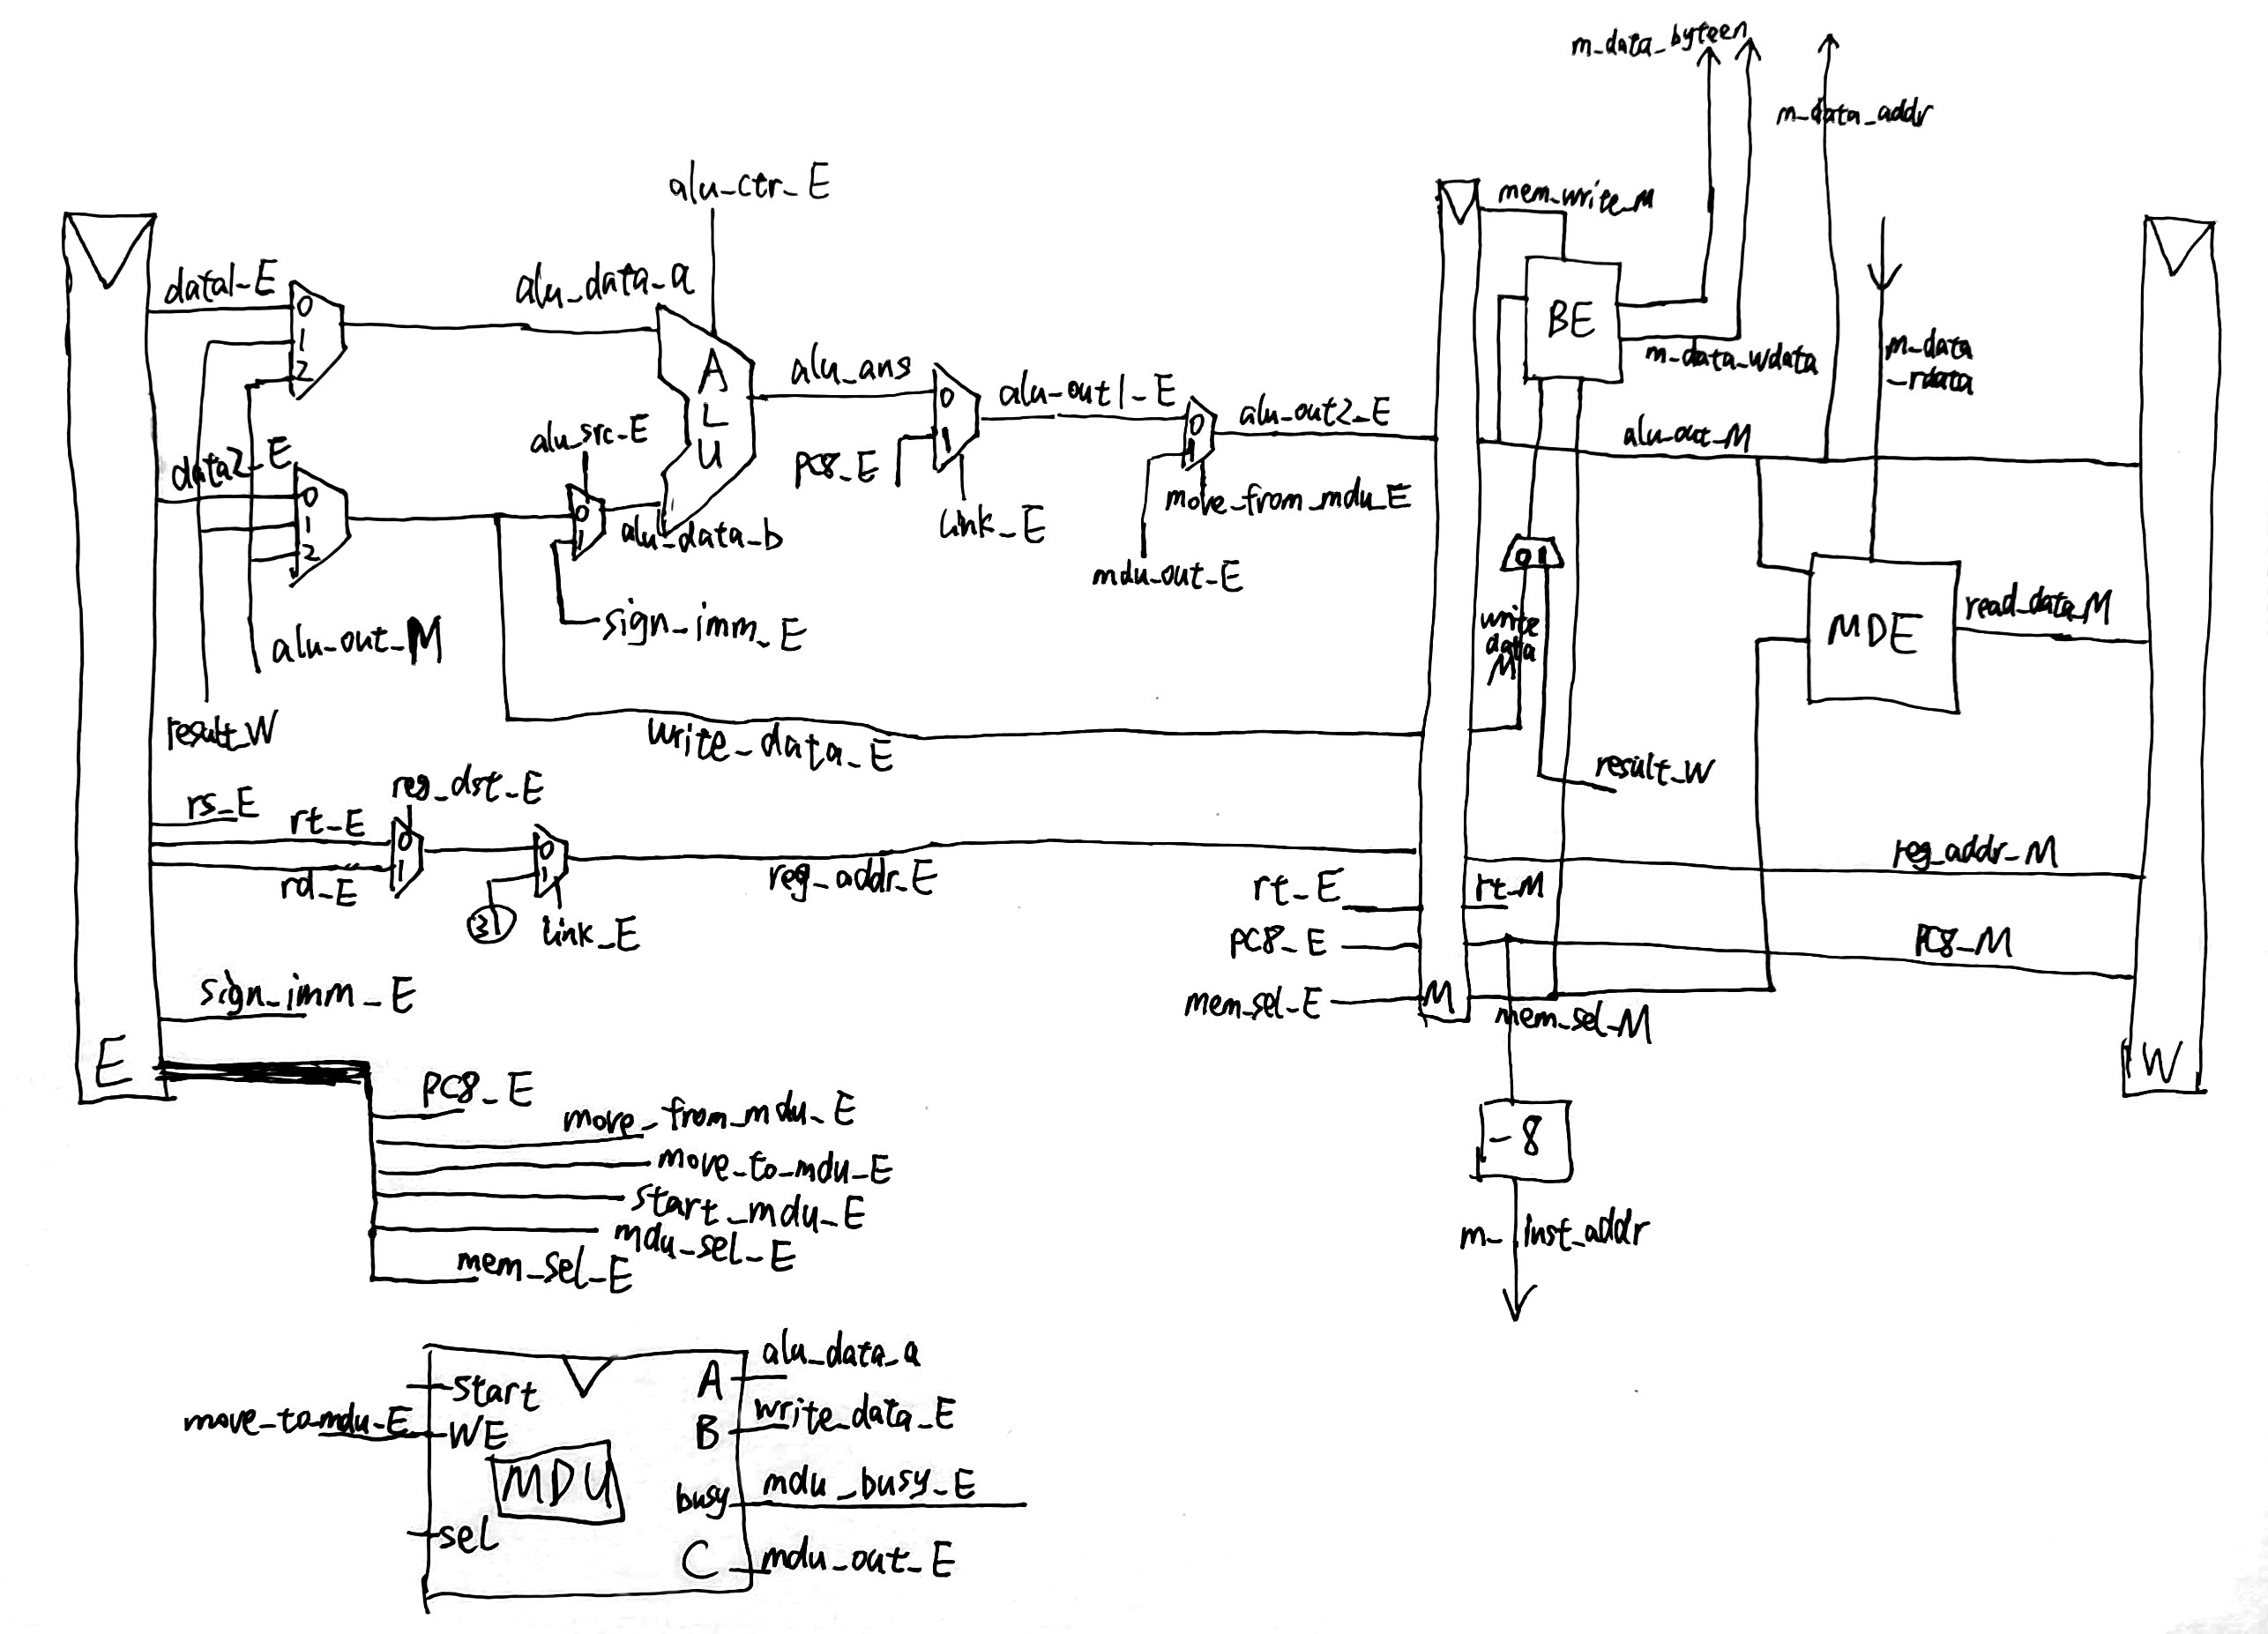 m_data_byteen
m_data_addr
alu_ctr_E
mem_write_M
data1_E
0
1
2
alu_data_a
A
L
U
BE
m_data_wdata
m_data
_rdata
alu_ans
0
1
alu_out1_E
0
1
alu_out2_E
alu_out_M
alu_src_E
PC8_E
link_E
move_from_mdu_E
mdu_out_E
data2_E
0
1
2
0
1
alu_data_b
sign_imm_E
alu_out_M
result_W
0 1
write
data
M
MDE
read_data_M
write_data_E
result_W
rs_E
rt_E
rd_E
reg_dst_E
0
1
0
1
31
link_E
reg_addr_E
reg_addr_M
rt_E
rt_M
PC8_E
PC8_M
mem_sel_E
M
mem_sel_M
sign_imm_E
E
W
PC8_E
move_from_mdu_E
move_to_mdu_E
start_mdu_E
mdu_sel_E
mem_sel_E
-8
m_inst_addr
start
move_to_mdu_E
WE
MDU
sel
A
alu_data_a
B
write_data_E
busy
mdu_busy_E
C
mdu_out_E